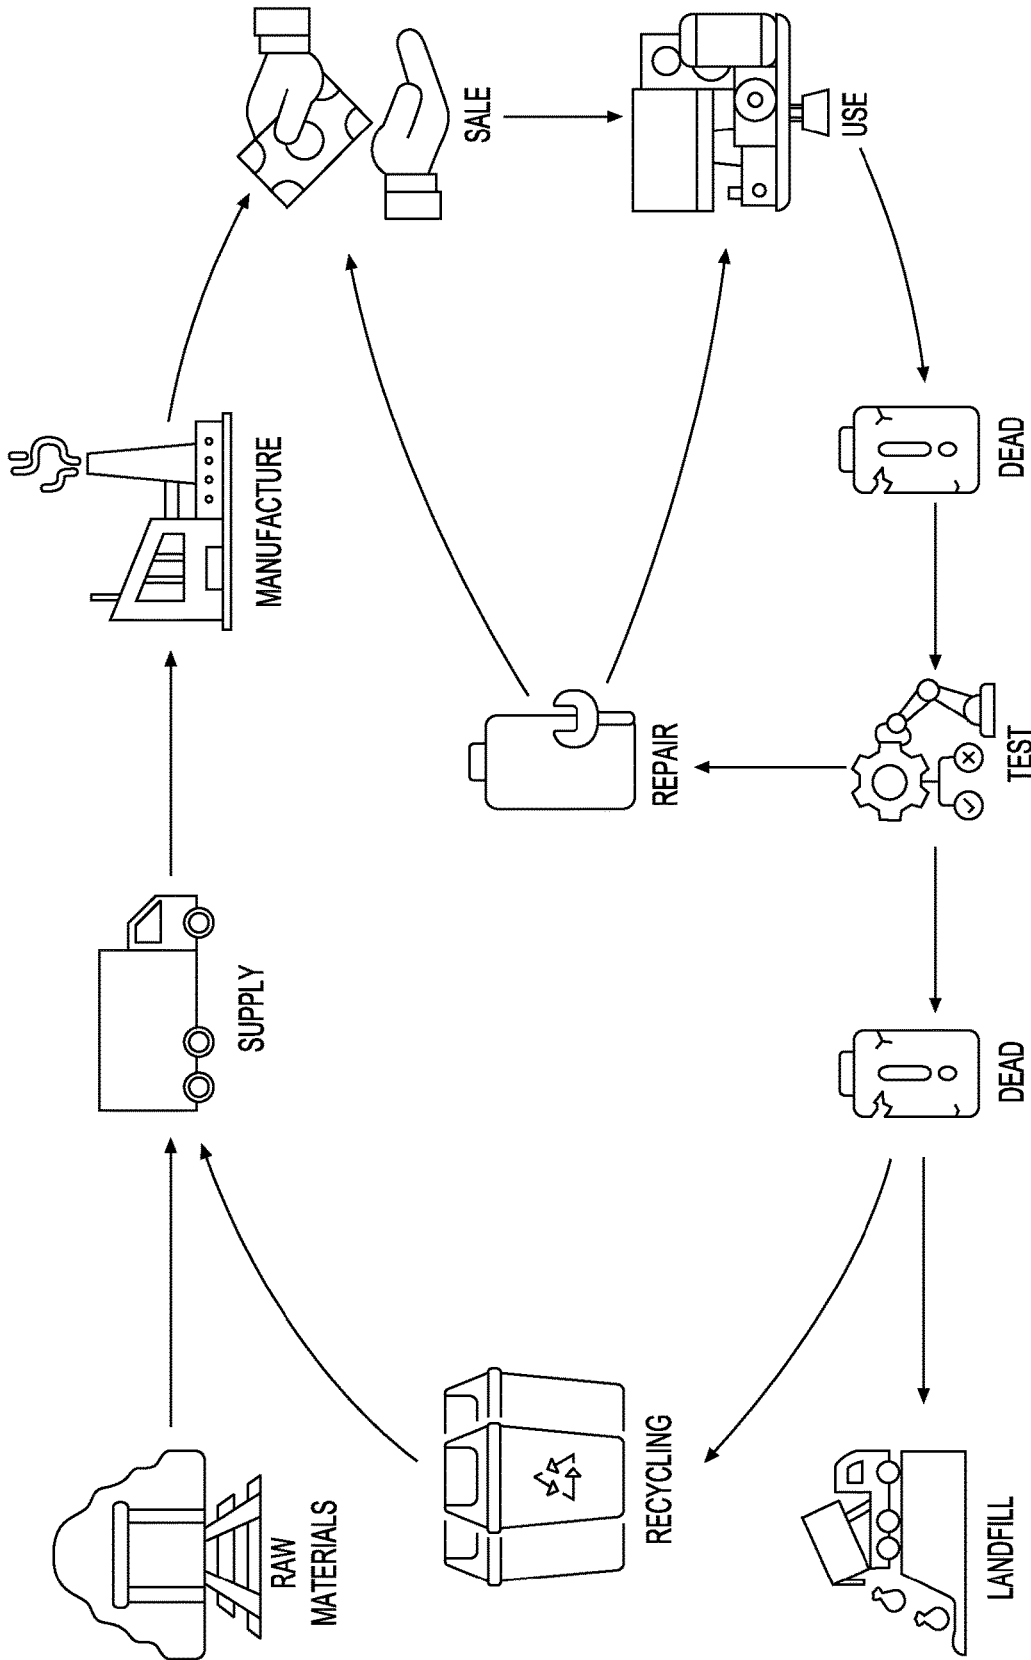 RAW
MATERIALS
SUPPLY
MANUFACTURE
SALE
RECYCLING
REPAIR
USE
LANDFILL
DEAD
TEST
DEAD